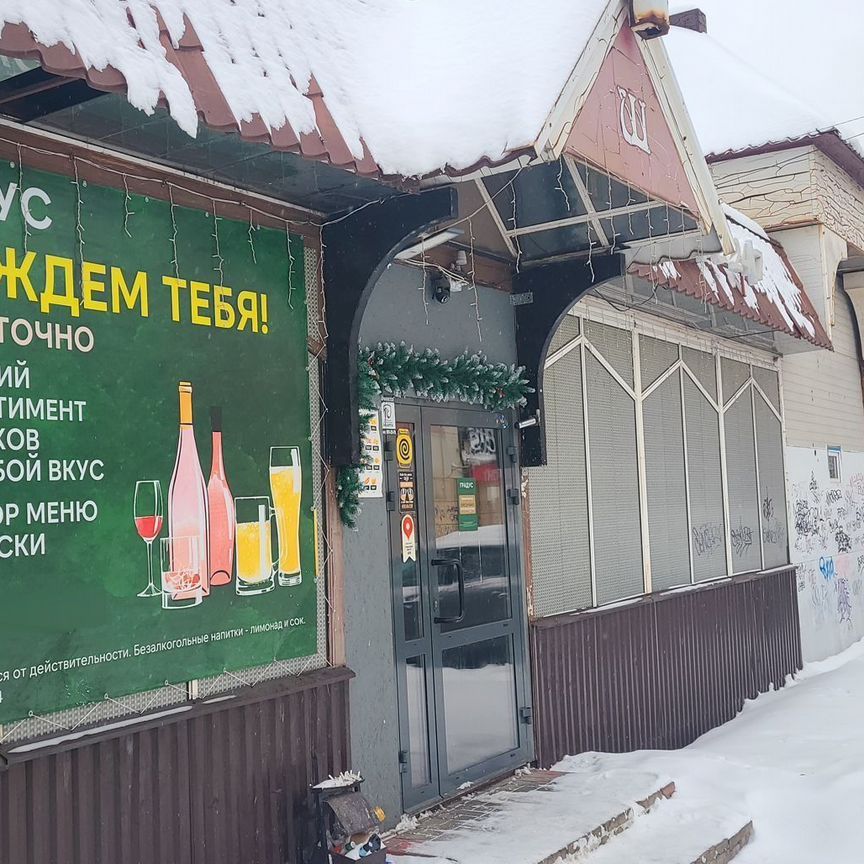 Ш
УС
ЖДЕМ ТЕБЯ!
ТОЧНО
ИЙ
ТИМЕНТ
КОВ
БОЙ ВКУС
ОР МЕНЮ
СКИ
ся от действительности. Безалкогольные напитки - лимонад и сок.
ГРАДУС